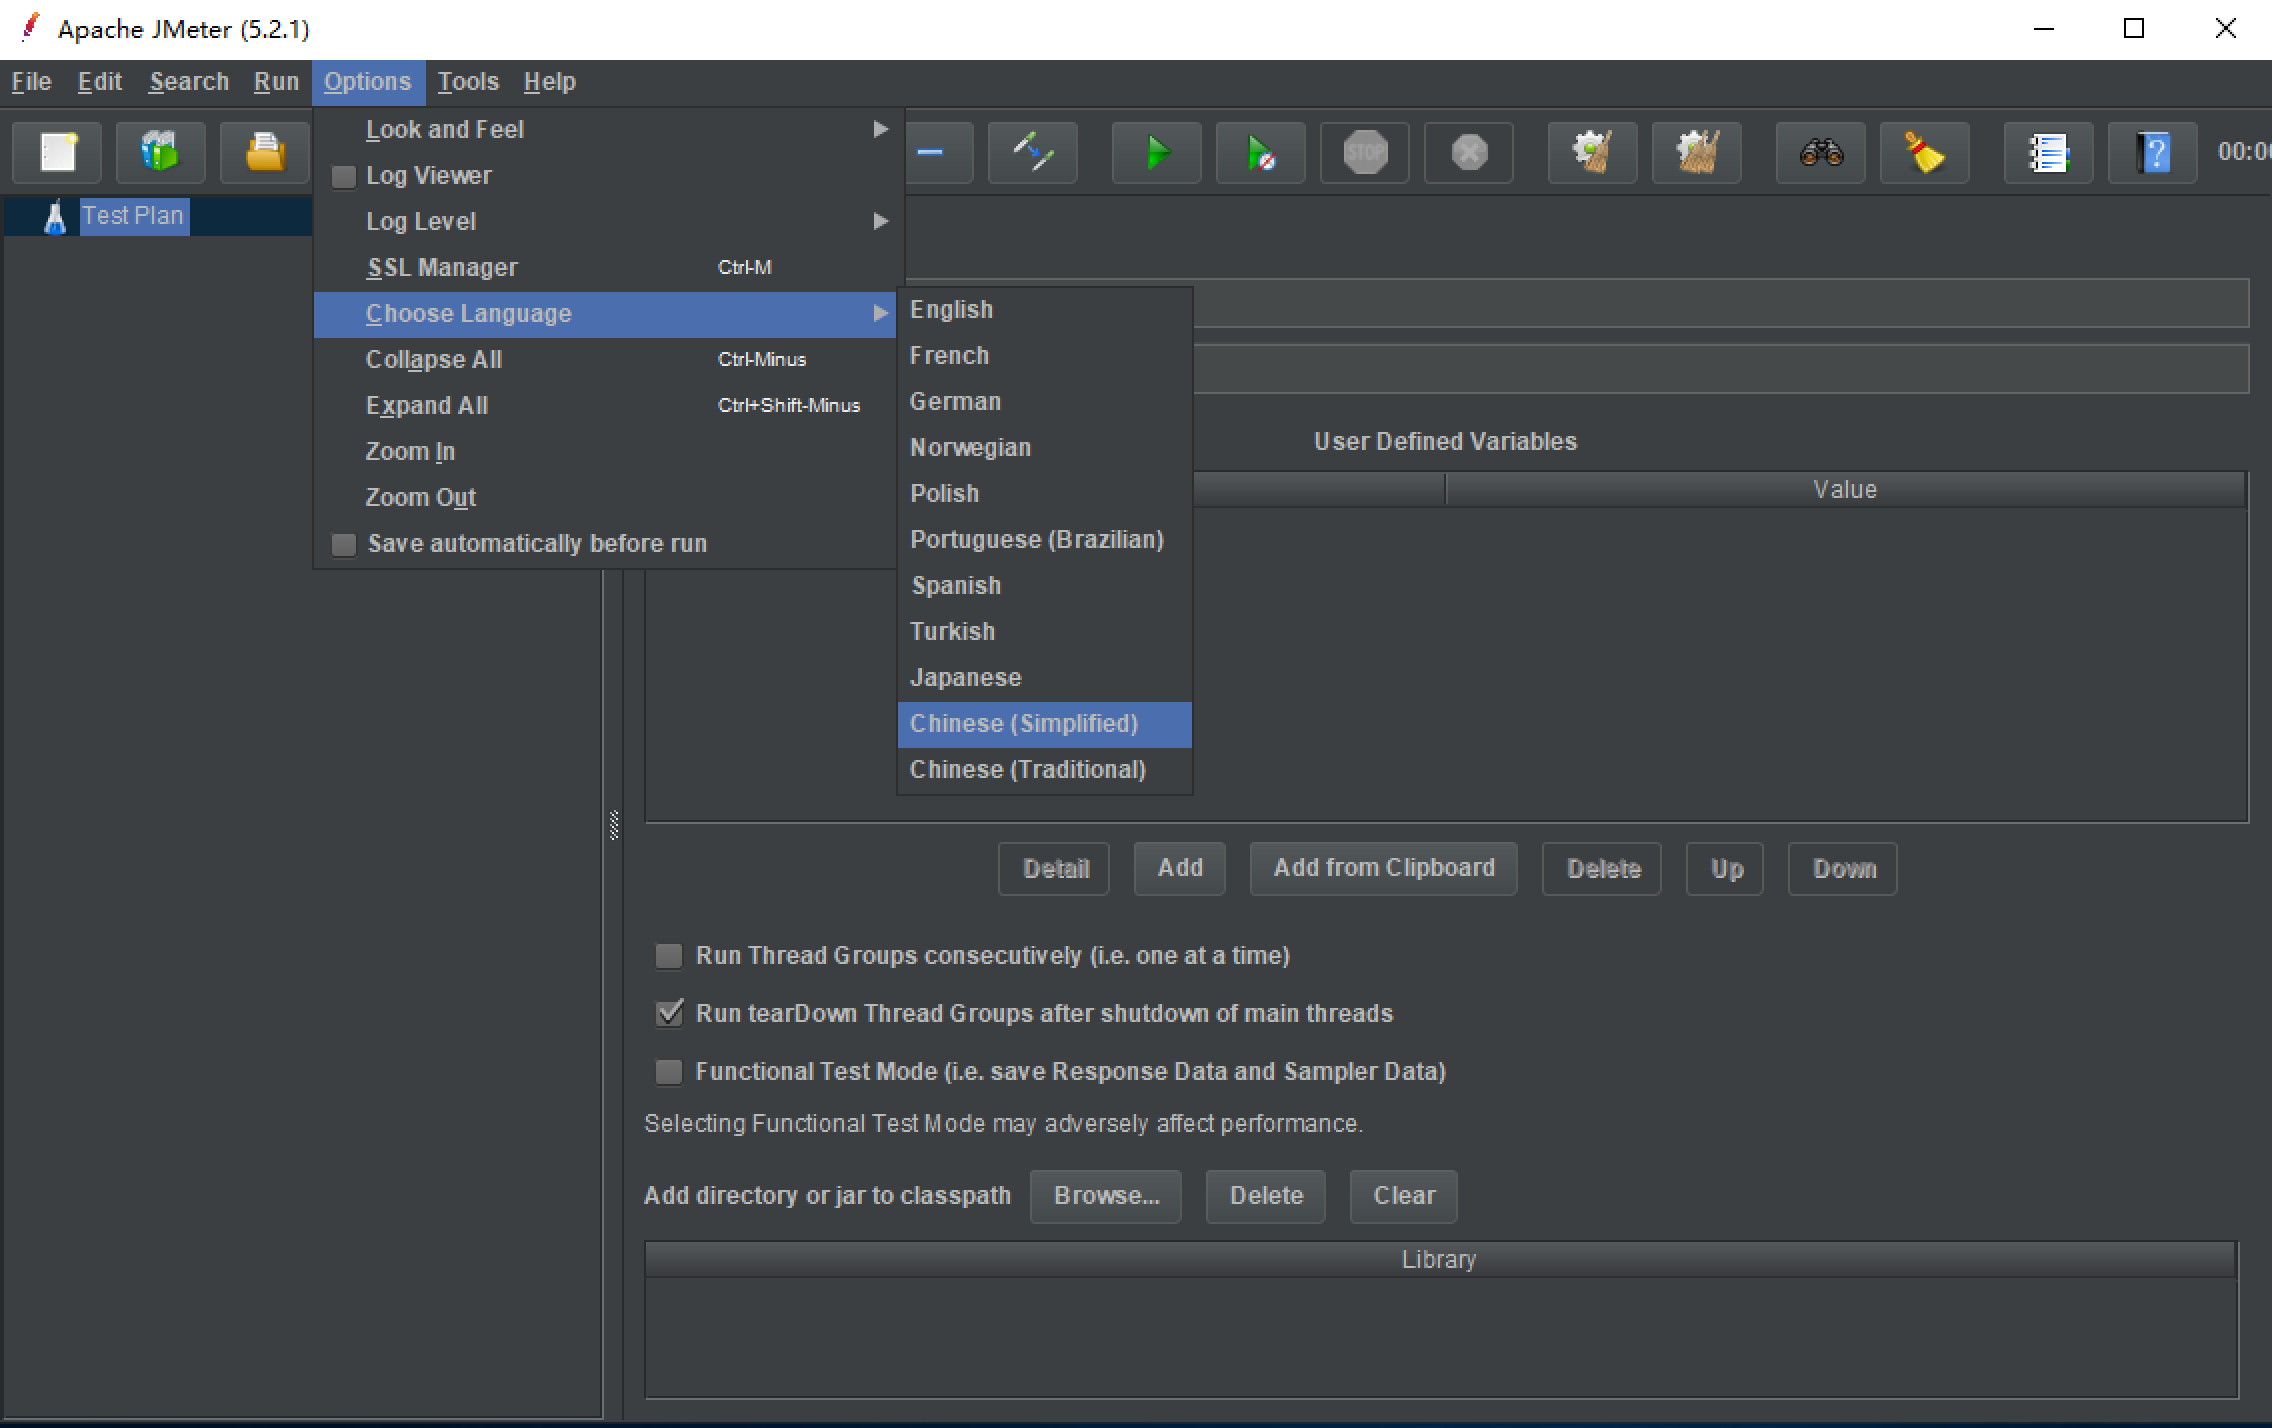 Apache JMeter (5.2.1)
File Edit Search Run Options Tools Help
STOP
Test Plan
Look and Feel
Log Viewer
Log Level
SSL Manager Ctrl-M
Choose Language
Collapse All Ctrl-Minus
Expand All Ctrl+Shift-Minus
Zoom In
Zoom Out
Save automatically before run
English
French
German
Norwegian
Polish
Portuguese (Brazilian)
Spanish
Turkish
Japanese
Chinese (Simplified)
Chinese (Traditional)
User Defined Variables
Value
Detail Add Add from Clipboard Delete Up Down
Run Thread Groups consecutively (i.e. one at a time)
Run tearDown Thread Groups after shutdown of main threads
Functional Test Mode (i.e. save Response Data and Sampler Data)
Selecting Functional Test Mode may adversely affect performance.
Add directory or jar to classpath Browse... Delete Clear
Library